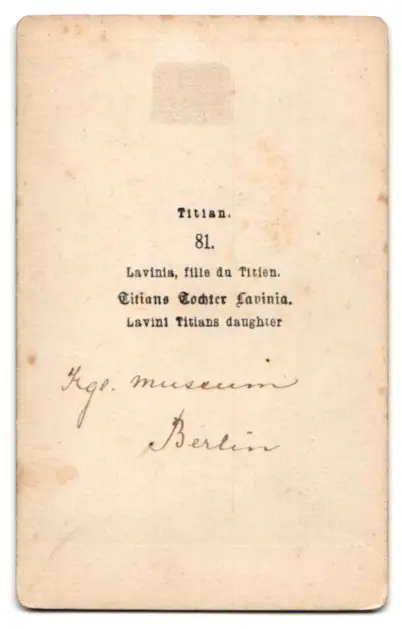 Titian.
81.
Lavinia, fille du Titien.
Titians Tochter Lavinia.
Lavini Titians daughter
Kgl. museum
Berlin